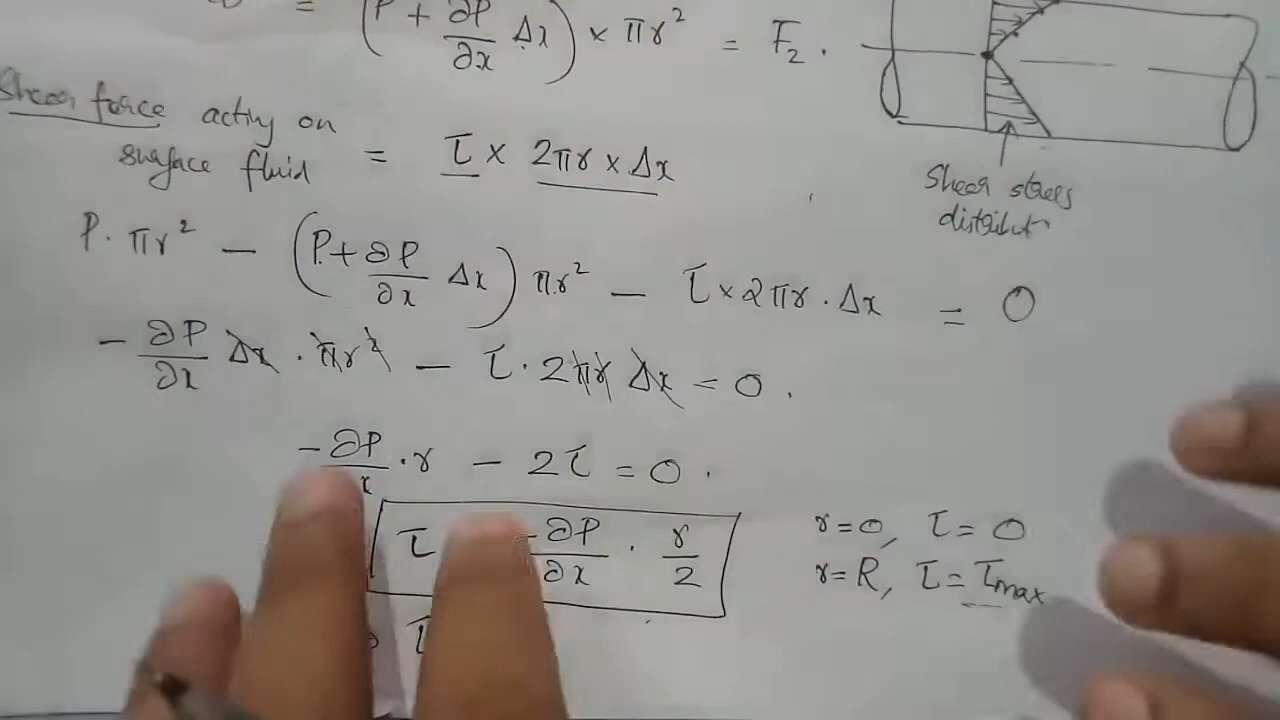 = (P + ∂P/∂x Δx) × πr² = F₂.
Shear force acting on
surface fluid = τ × 2πr × Δx
Shear stress
P. πr² − (P + ∂P/∂x Δx) πr² − τ × 2πr . Δx = 0
− ∂P/∂x Δx . πr² − τ . 2πr Δx = 0.
− ∂P/x . r − 2τ = 0.
τ − ∂P/∂x . r/2
r=0, τ = 0
r=R, τ = τmax
τ